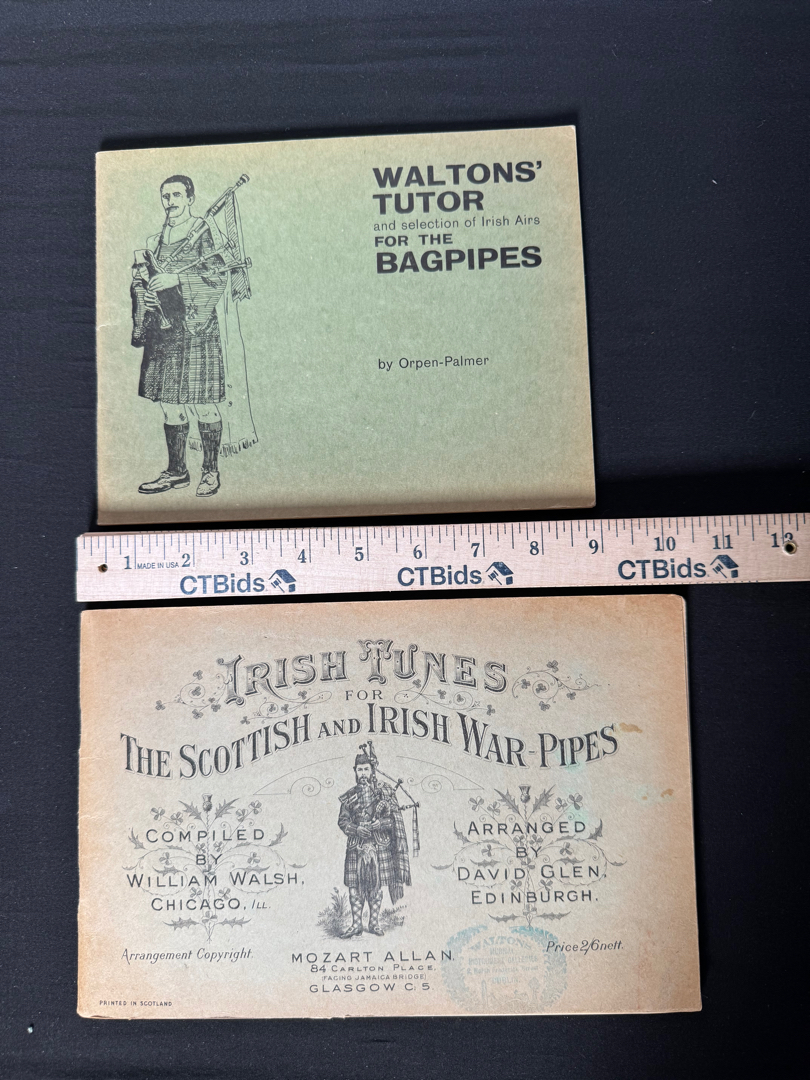 WALTONS'
TUTOR
and selection of Irish Airs
FOR THE
BAGPIPES
by Orpen-Palmer
1 MADE IN USA 2 3 4 5 6 7 8 9 10 11 12
CTBids CTBids CTBids
IRISH TUNES
FOR
THE SCOTTISH AND IRISH WAR-PIPES
COMPILED
BY
WILLIAM WALSH,
CHICAGO, ILL.
ARRANGED
BY
DAVID GLEN,
EDINBURGH.
Arrangement Copyright.
Price 2/6 nett.
MOZART ALLAN
84 CARLTON PLACE,
(FACING JAMAICA BRIDGE)
GLASGOW C, 5.
PRINTED IN SCOTLAND
WALTONS